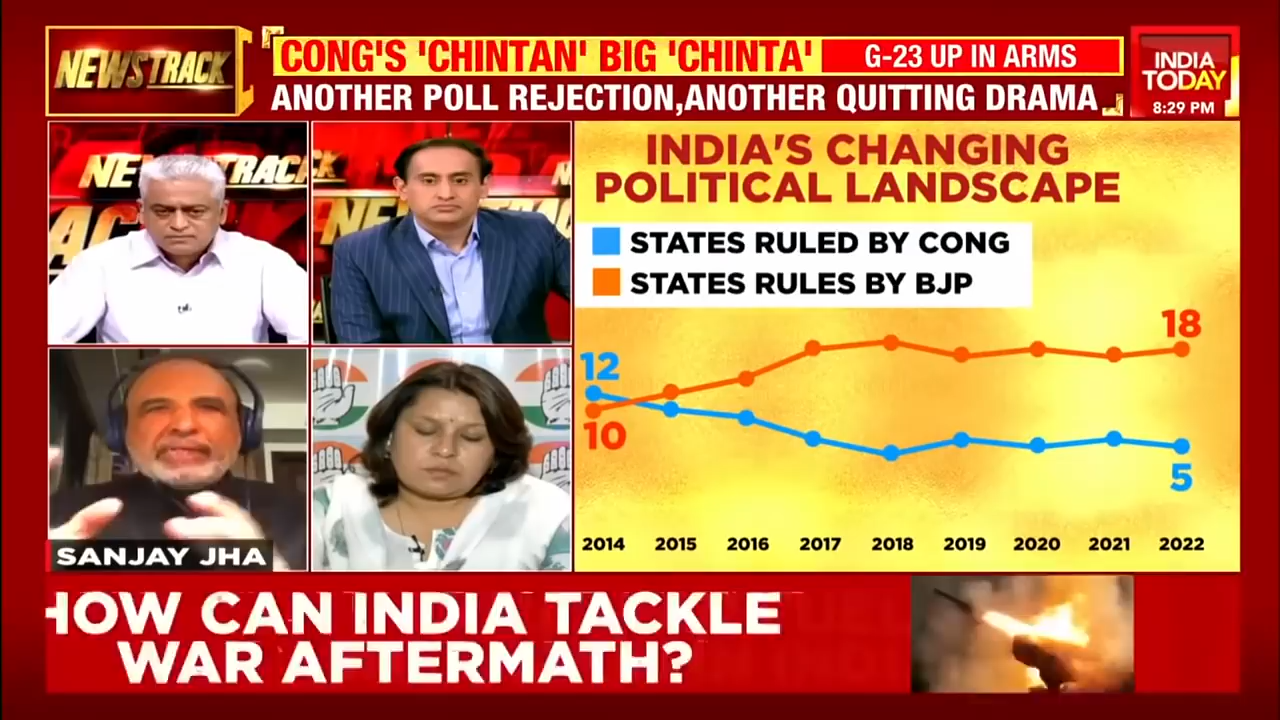 NEWSTRACK
CONG'S 'CHINTAN' BIG 'CHINTA'
G-23 UP IN ARMS
ANOTHER POLL REJECTION,ANOTHER QUITTING DRAMA
INDIA
TODAY
8:29 PM
INDIA'S CHANGING
POLITICAL LANDSCAPE
STATES RULED BY CONG
STATES RULES BY BJP
12
10
18
5
2014 2015 2016 2017 2018 2019 2020 2021 2022
SANJAY JHA
HOW CAN INDIA TACKLE
WAR AFTERMATH?